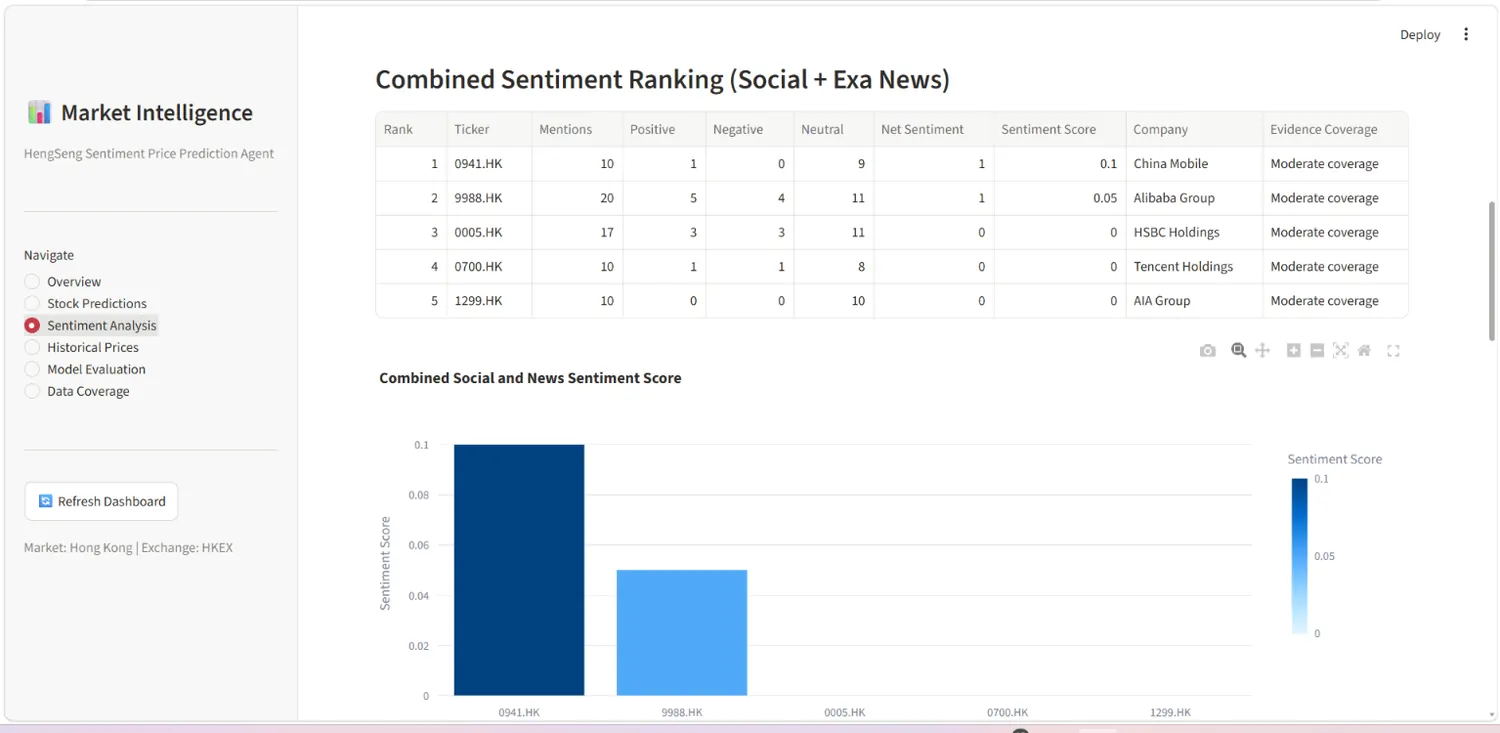 Deploy
Market Intelligence
HengSeng Sentiment Price Prediction Agent
Navigate
Overview
Stock Predictions
Sentiment Analysis
Historical Prices
Model Evaluation
Data Coverage
Refresh Dashboard
Market: Hong Kong | Exchange: HKEX
Combined Sentiment Ranking (Social + Exa News)
Rank Ticker Mentions Positive Negative Neutral Net Sentiment Sentiment Score Company Evidence Coverage
1 0941.HK 10 1 0 9 1 0.1 China Mobile Moderate coverage
2 9988.HK 20 5 4 11 1 0.05 Alibaba Group Moderate coverage
3 0005.HK 17 3 3 11 0 0 HSBC Holdings Moderate coverage
4 0700.HK 10 1 1 8 0 0 Tencent Holdings Moderate coverage
5 1299.HK 10 0 0 10 0 0 AIA Group Moderate coverage
Combined Social and News Sentiment Score
Sentiment Score
0.1
0.08
0.06
0.04
0.02
0
0941.HK 9988.HK 0005.HK 0700.HK 1299.HK
Sentiment Score
0.1
0.05
0